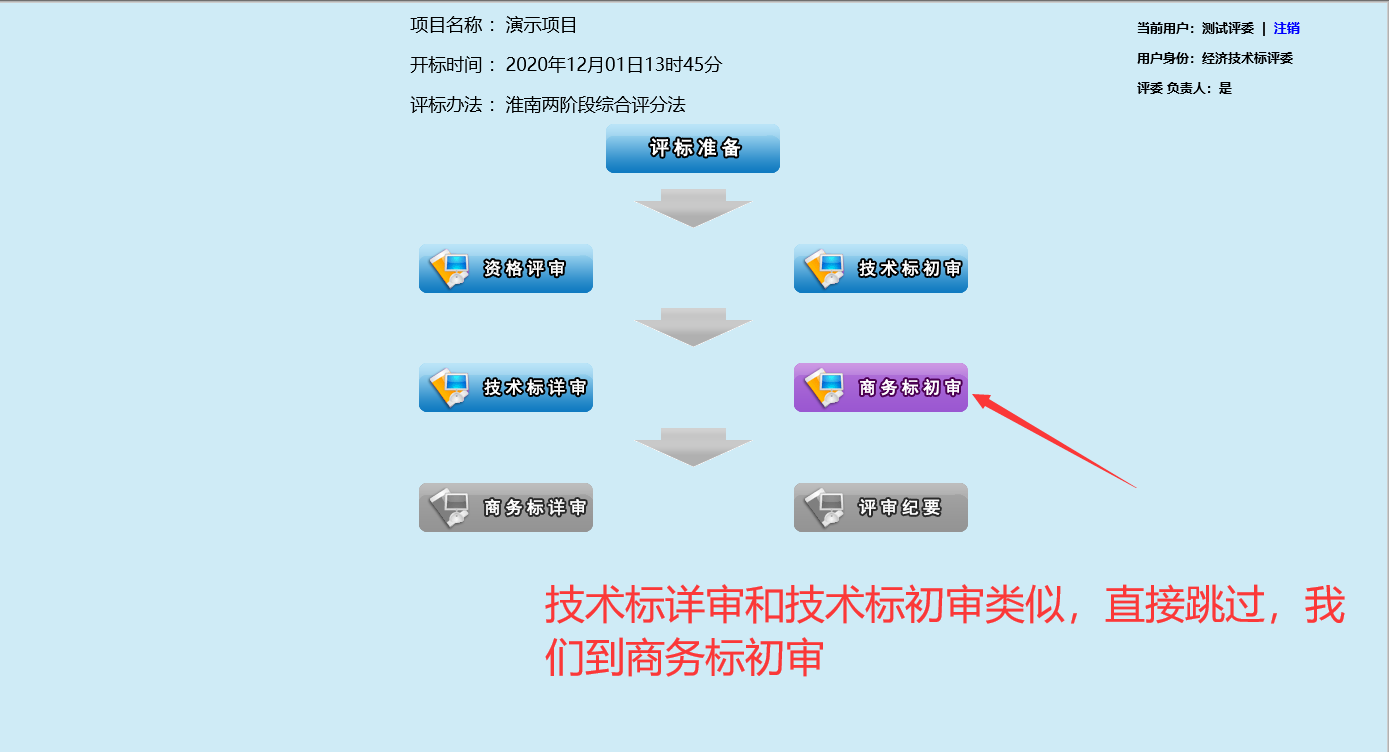 项目名称： 演示项目
当前用户：测试评委 | 注销
开标时间： 2020年12月01日13时45分
用户身份：经济技术标评委
评委 负责人：是
评标办法： 淮南两阶段综合评分法
评标准备
资格评审
技术标初审
技术标详审
商务标初审
商务标详审
评审纪要
技术标详审和技术标初审类似，直接跳过，我
们到商务标初审